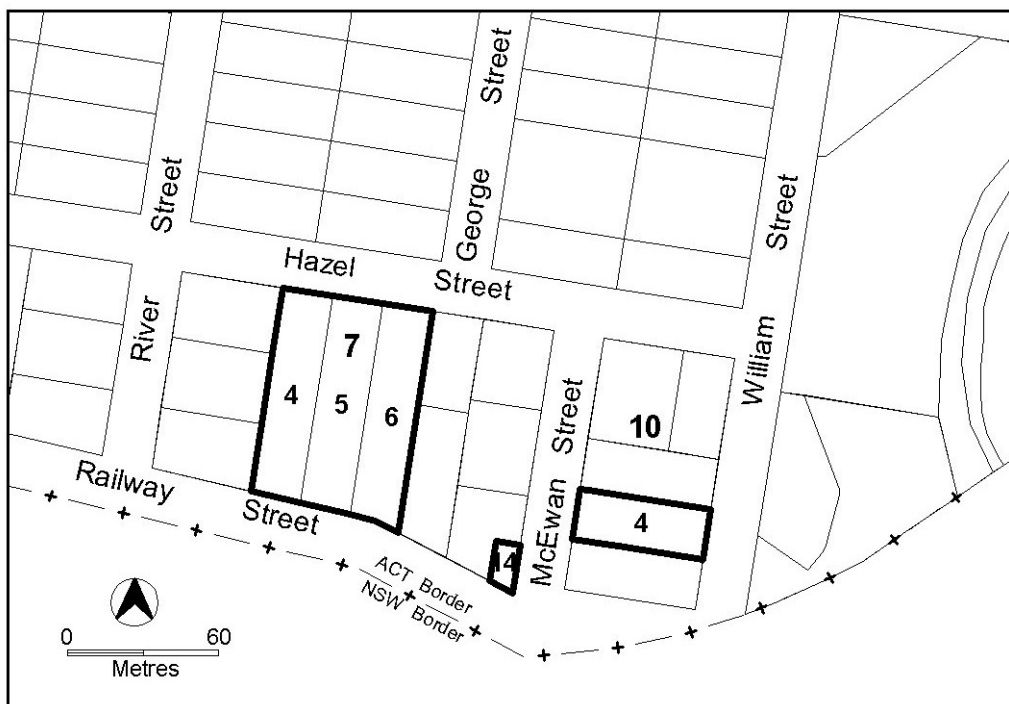 Street
George
Street
William
Street
River
Street
Hazel
Street
7
4
5
6
10
4
14
McEwan
Street
Railway
Street
ACT Border
NSW Border
0
60
Metres